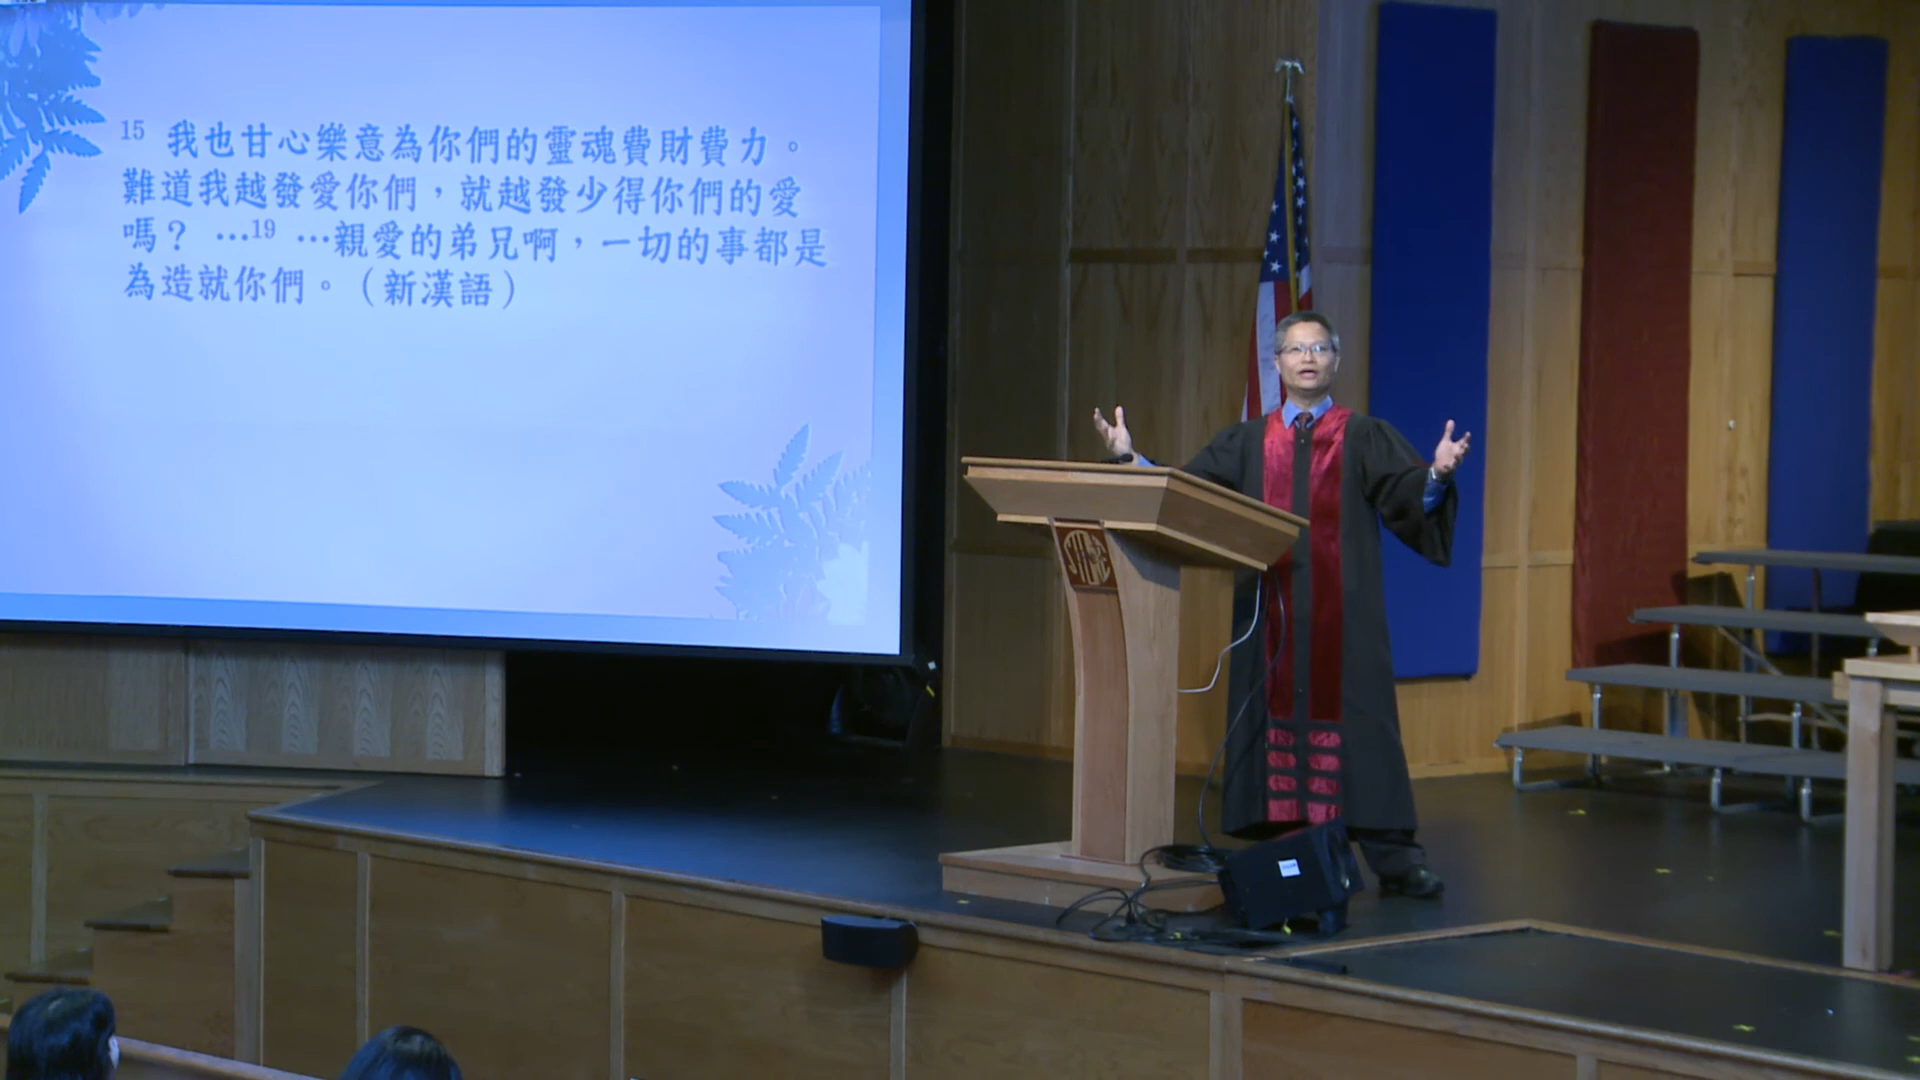 15 我也甘心樂意為你們的靈魂費財費力。
難道我越發愛你們，就越發少得你們的愛
嗎？ …19 …親愛的弟兄啊，一切的事都是
為造就你們。（新漢語）